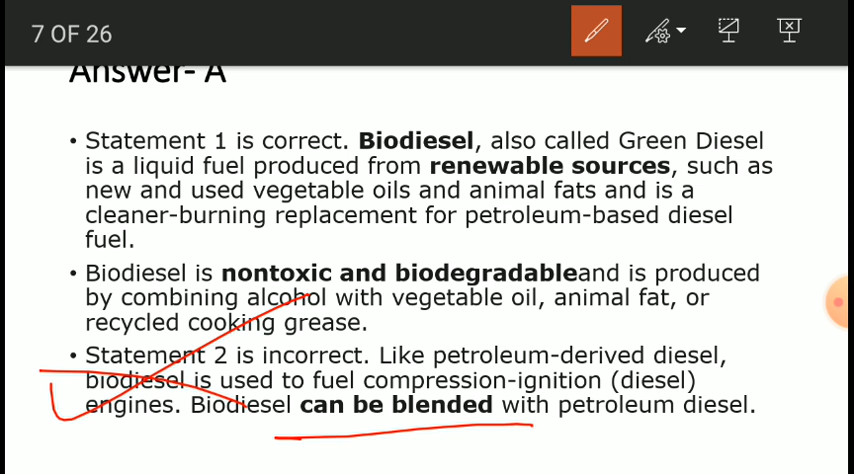 7 OF 26
Answer- A
• Statement 1 is correct. Biodiesel, also called Green Diesel
is a liquid fuel produced from renewable sources, such as
new and used vegetable oils and animal fats and is a
cleaner-burning replacement for petroleum-based diesel
fuel.
• Biodiesel is nontoxic and biodegradableand is produced
by combining alcohol with vegetable oil, animal fat, or
recycled cooking grease.
• Statement 2 is incorrect. Like petroleum-derived diesel,
biodiesel is used to fuel compression-ignition (diesel)
engines. Biodiesel can be blended with petroleum diesel.